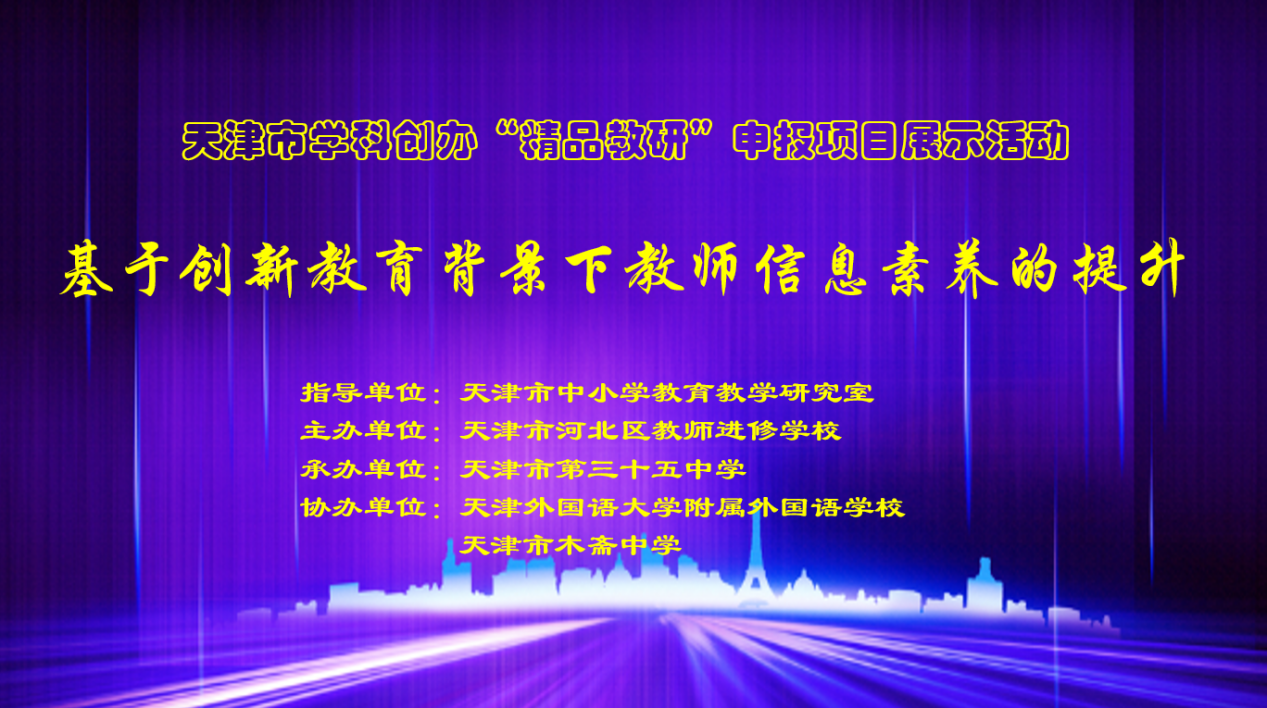 天津市学科创办“精品教研”申报项目展示活动
基于创新教育背景下教师信息素养的提升
指导单位：天津市中小学教育教学研究室
主办单位：天津市河北区教师进修学校
承办单位：天津市第三十五中学
协办单位：天津外国语大学附属外国语学校
天津市木斋中学